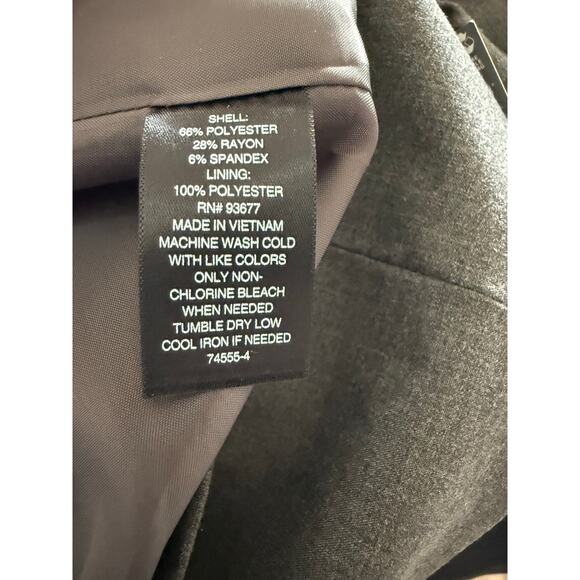 SHELL:
66% POLYESTER
28% RAYON
6% SPANDEX
LINING:
100% POLYESTER
RN# 93677
MADE IN VIETNAM
MACHINE WASH COLD
WITH LIKE COLORS
ONLY NON-
CHLORINE BLEACH
WHEN NEEDED
TUMBLE DRY LOW
COOL IRON IF NEEDED
74555-4